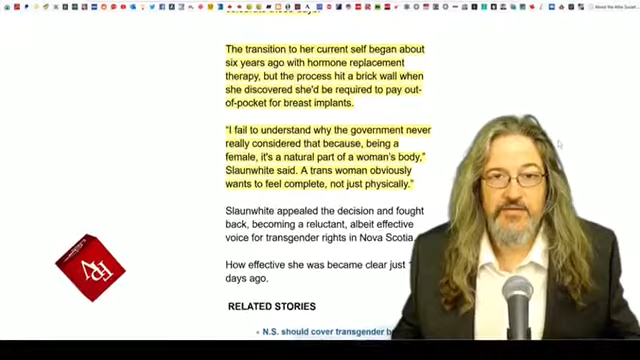 The transition to her current self began about
six years ago with hormone replacement
therapy, but the process hit a brick wall when
she discovered she'd be required to pay out-
of-pocket for breast implants.
“I fail to understand why the government never
really considered that because, being a
female, it's a natural part of a woman's body,”
Slaunwhite said. A trans woman obviously
wants to feel complete, not just physically.”
Slaunwhite appealed the decision and fought
back, becoming a reluctant, albeit effective
voice for transgender rights in Nova Scotia.
How effective she was became clear just
days ago.
RELATED STORIES
N.S. should cover transgender